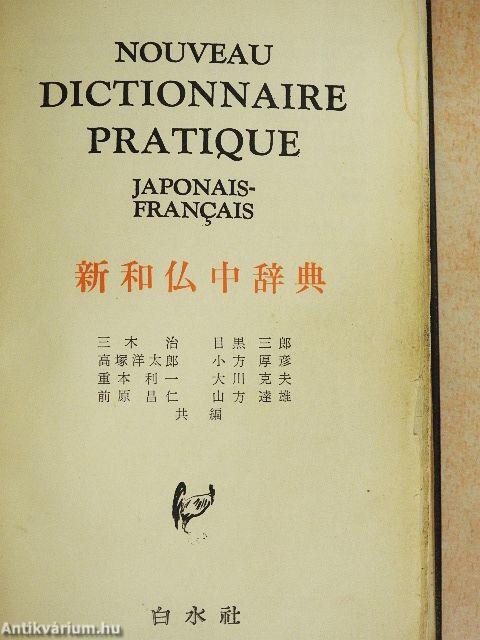 NOUVEAU
DICTIONNAIRE
PRATIQUE
JAPONAIS-
FRANÇAIS
新和仏中辞典
三木治 目黒三郎
高塚洋太郎 小方厚彦
重本利一 大川克夫
前原昌仁 山方達雄
共編
白水社
Antikvárium.hu